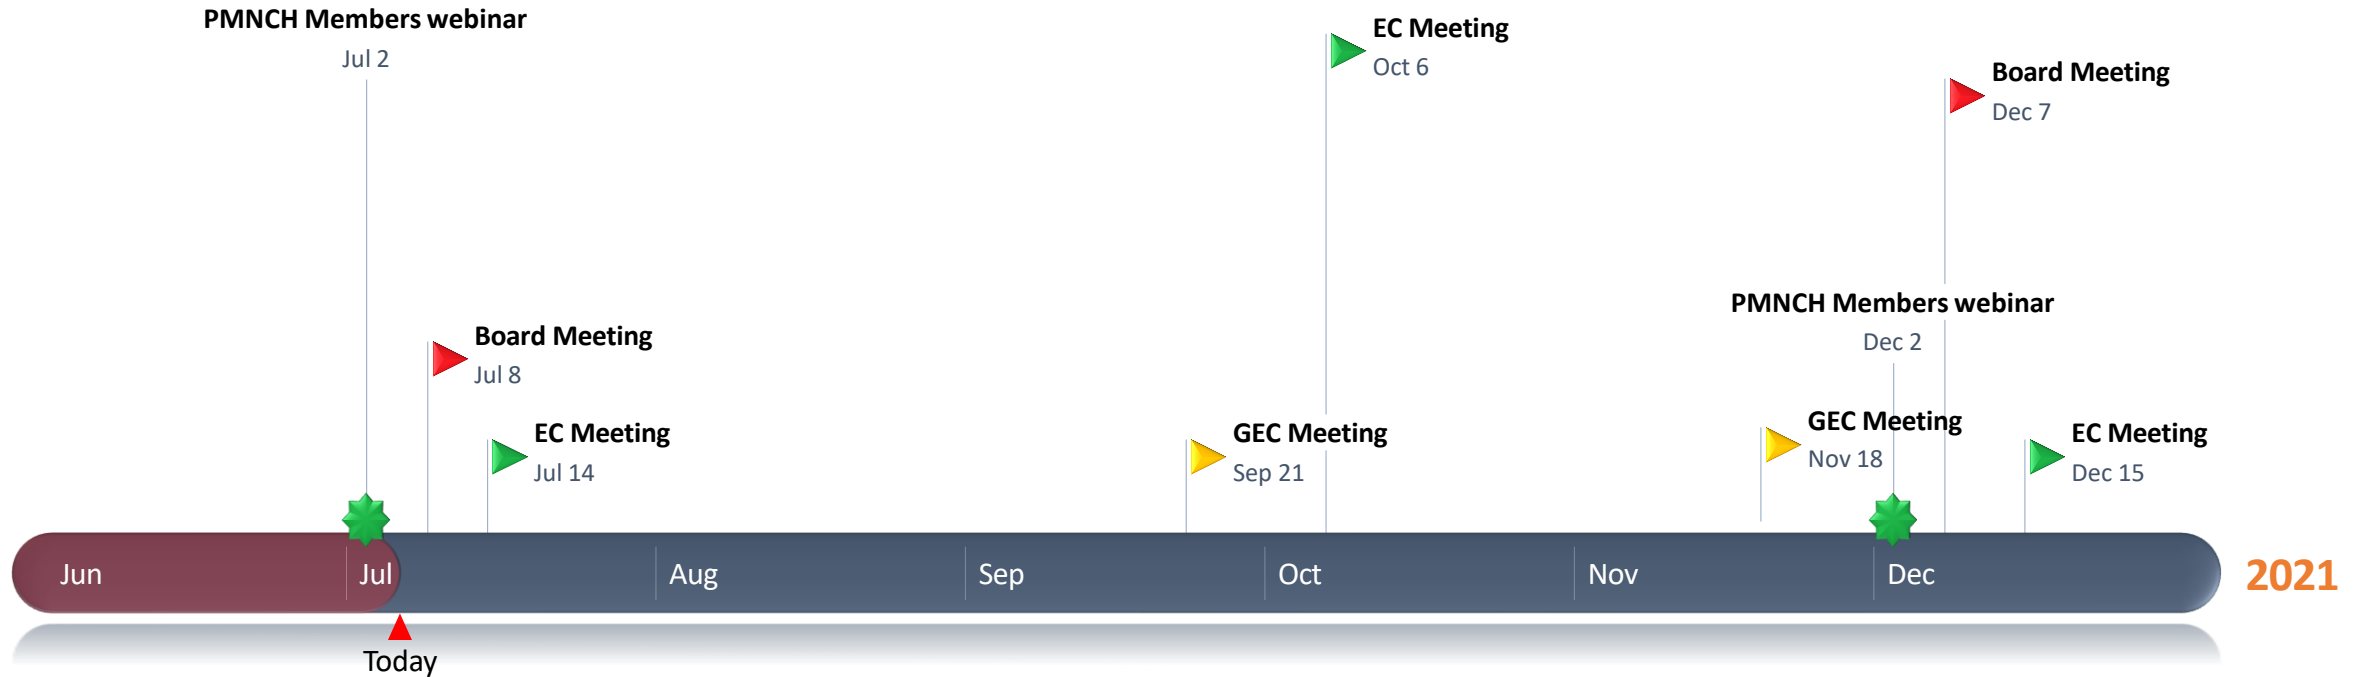 PMNCH Members webinar
Jul 2
EC Meeting
Oct 6
Board Meeting
Dec 7
PMNCH Members webinar
Dec 2
Board Meeting
Jul 8
EC Meeting
Jul 14
GEC Meeting
Sep 21
GEC Meeting
Nov 18
EC Meeting
Dec 15
Jun
Jul
Aug
Sep
Oct
Nov
Dec
2021
Today